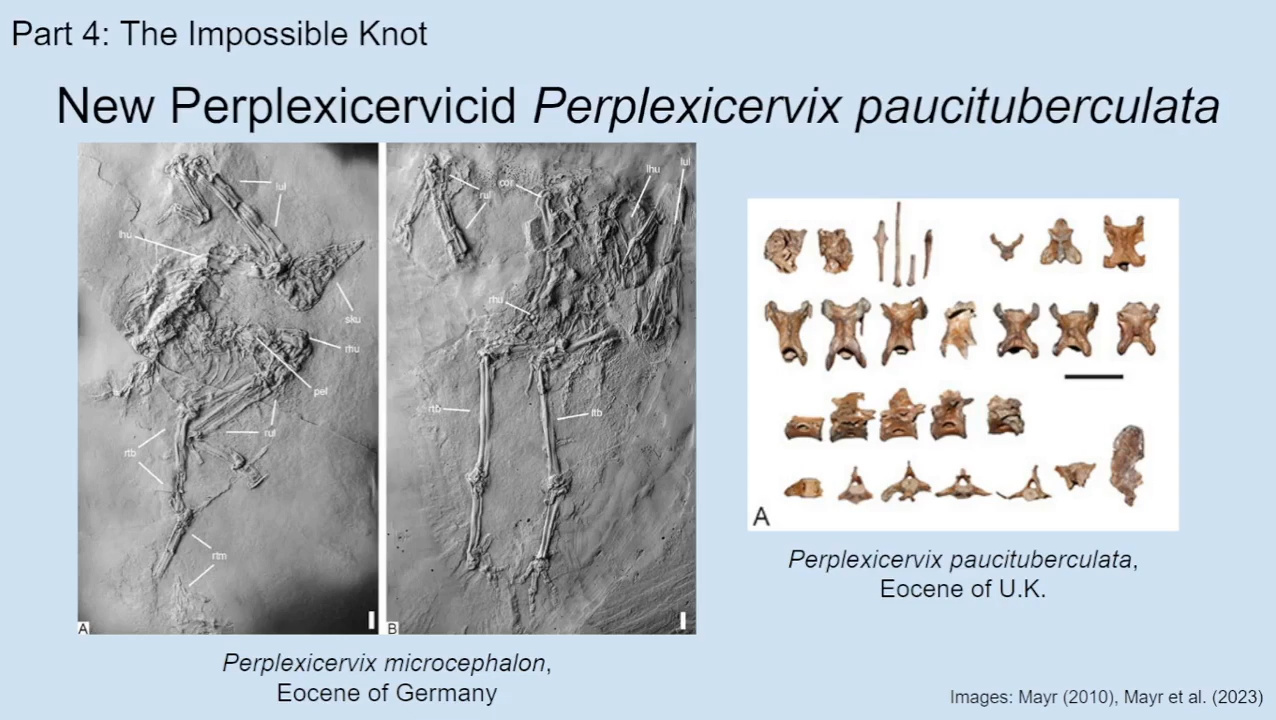 Part 4: The Impossible Knot
New Perplexicervicid Perplexicervix paucituberculata
lul
lhu
sku
rhu
pel
rul
rtb
rtm
A
rul
cor
lhu
lul
rhu
rtb
ltb
B
A
Perplexicervix microcephalon,
Eocene of Germany
Perplexicervix paucituberculata,
Eocene of U.K.
Images: Mayr (2010), Mayr et al. (2023)